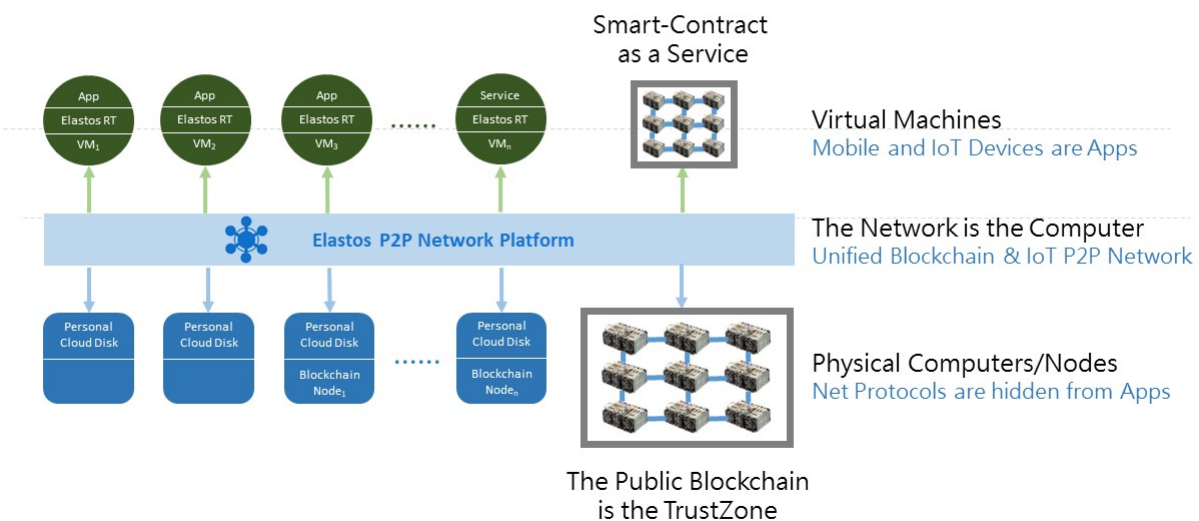 Smart-Contract
as a Service
App
Elastos RT
VM₁
App
Elastos RT
VM₂
App
Elastos RT
VM₃
......
Service
Elastos RT
VMₙ
Virtual Machines
Mobile and IoT Devices are Apps
Elastos P2P Network Platform
The Network is the Computer
Unified Blockchain & IoT P2P Network
Personal
Cloud Disk
Personal
Cloud Disk
Personal
Cloud Disk
Blockchain
Node₁
......
Personal
Cloud Disk
Blockchain
Nodeₙ
Physical Computers/Nodes
Net Protocols are hidden from Apps
The Public Blockchain
is the TrustZone